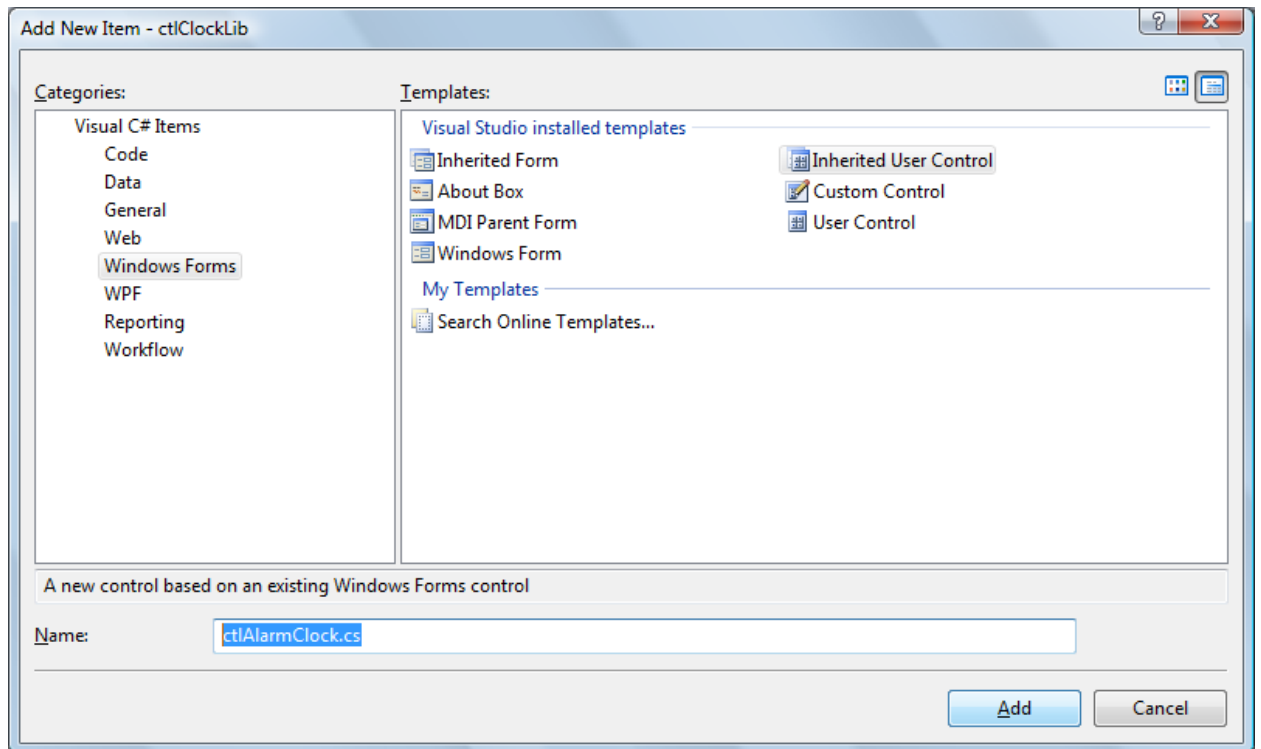 Add New Item - ctlClockLib
Categories:
Templates:
Visual C# Items
Code
Data
General
Web
Windows Forms
WPF
Reporting
Workflow
Visual Studio installed templates
Inherited Form
Inherited User Control
About Box
Custom Control
MDI Parent Form
User Control
Windows Form
My Templates
Search Online Templates...
A new control based on an existing Windows Forms control
Name:
ctlAlarmClock.cs
Add
Cancel